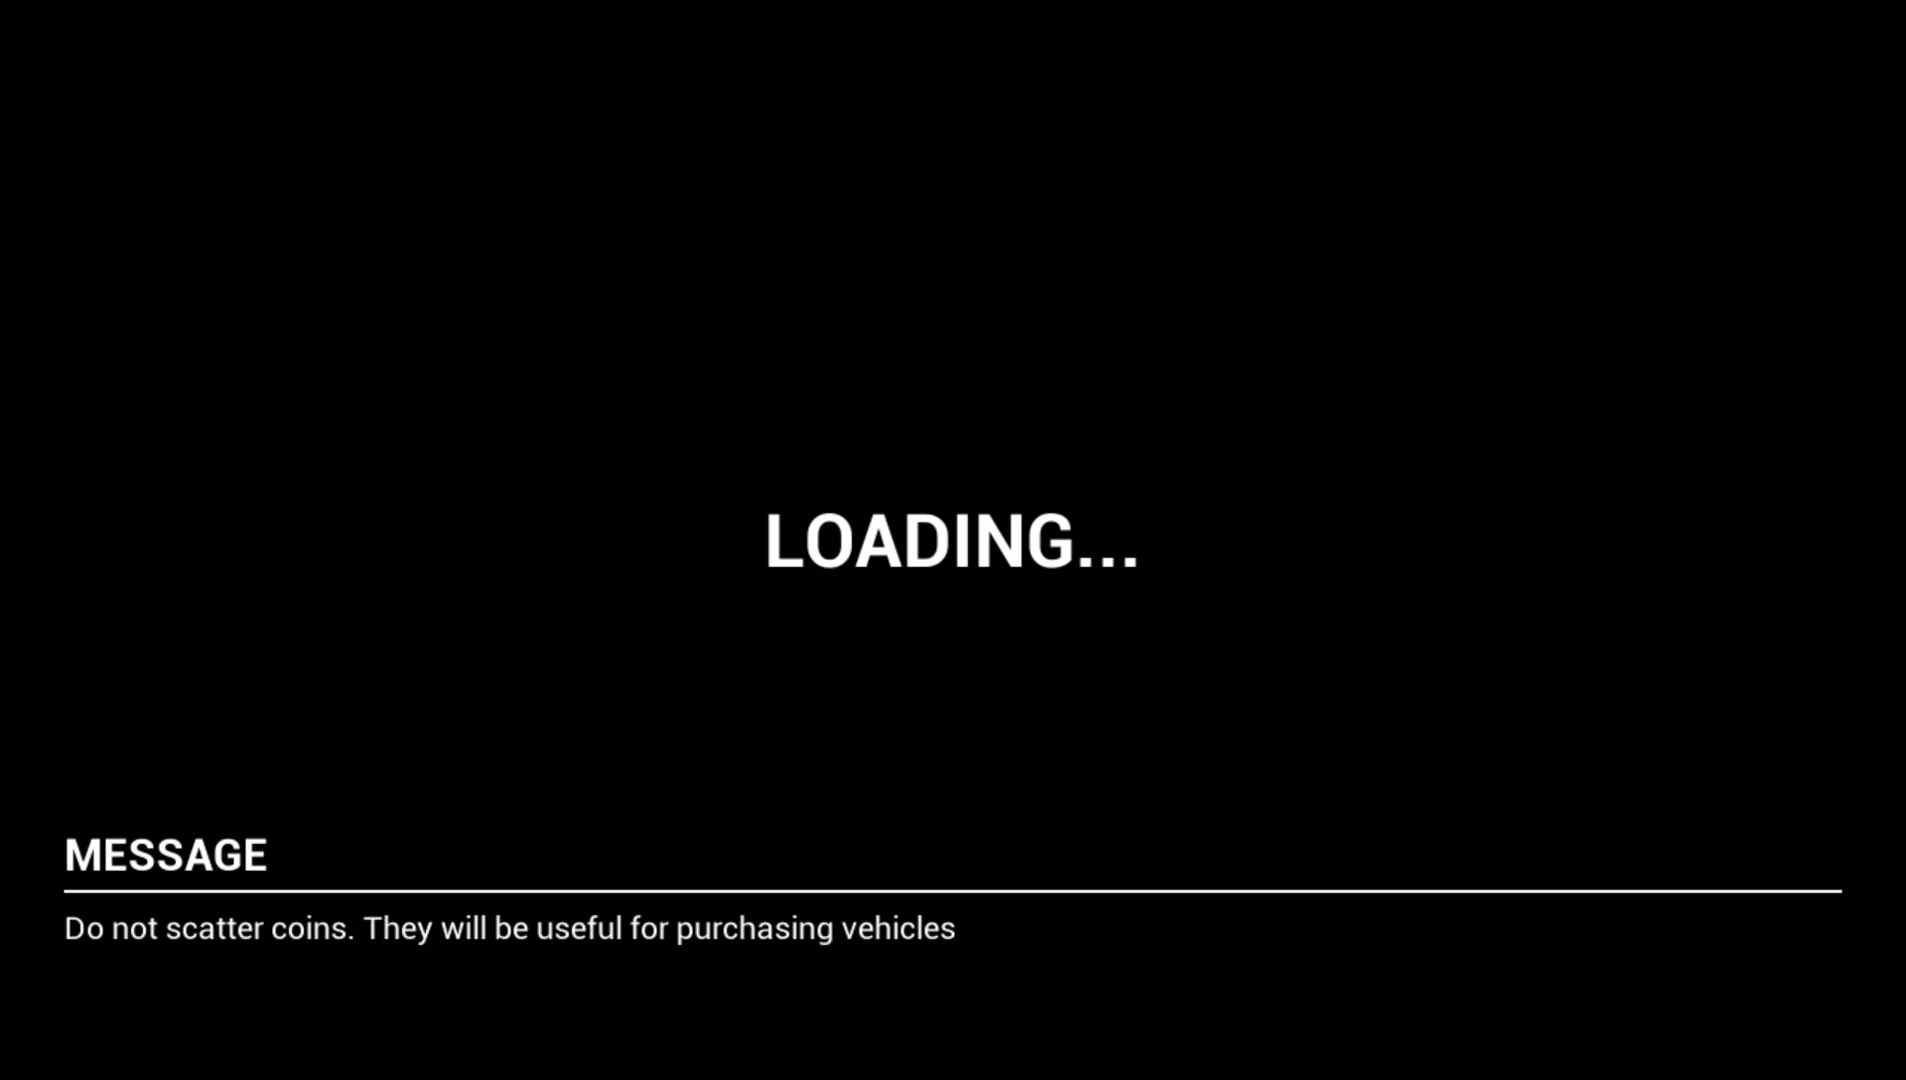 LOADING...
MESSAGE
Do not scatter coins. They will be useful for purchasing vehicles